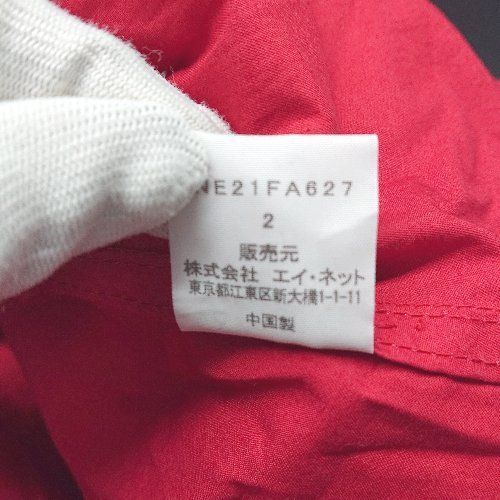 NE21FA627
2
販売元
株式会社 エイ・ネット
東京都江東区新大橋1-1-11
中国製